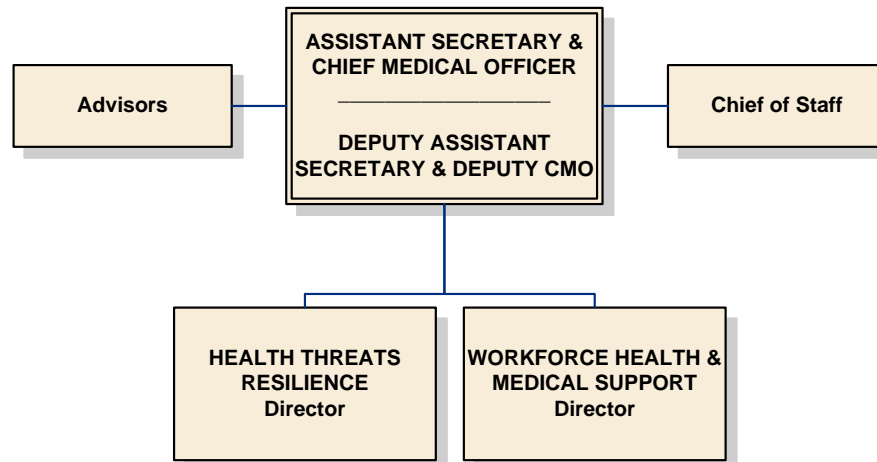 ASSISTANT SECRETARY &
CHIEF MEDICAL OFFICER
DEPUTY ASSISTANT
SECRETARY & DEPUTY CMO
Advisors
Chief of Staff
HEALTH THREATS
RESILIENCE
Director
WORKFORCE HEALTH &
MEDICAL SUPPORT
Director